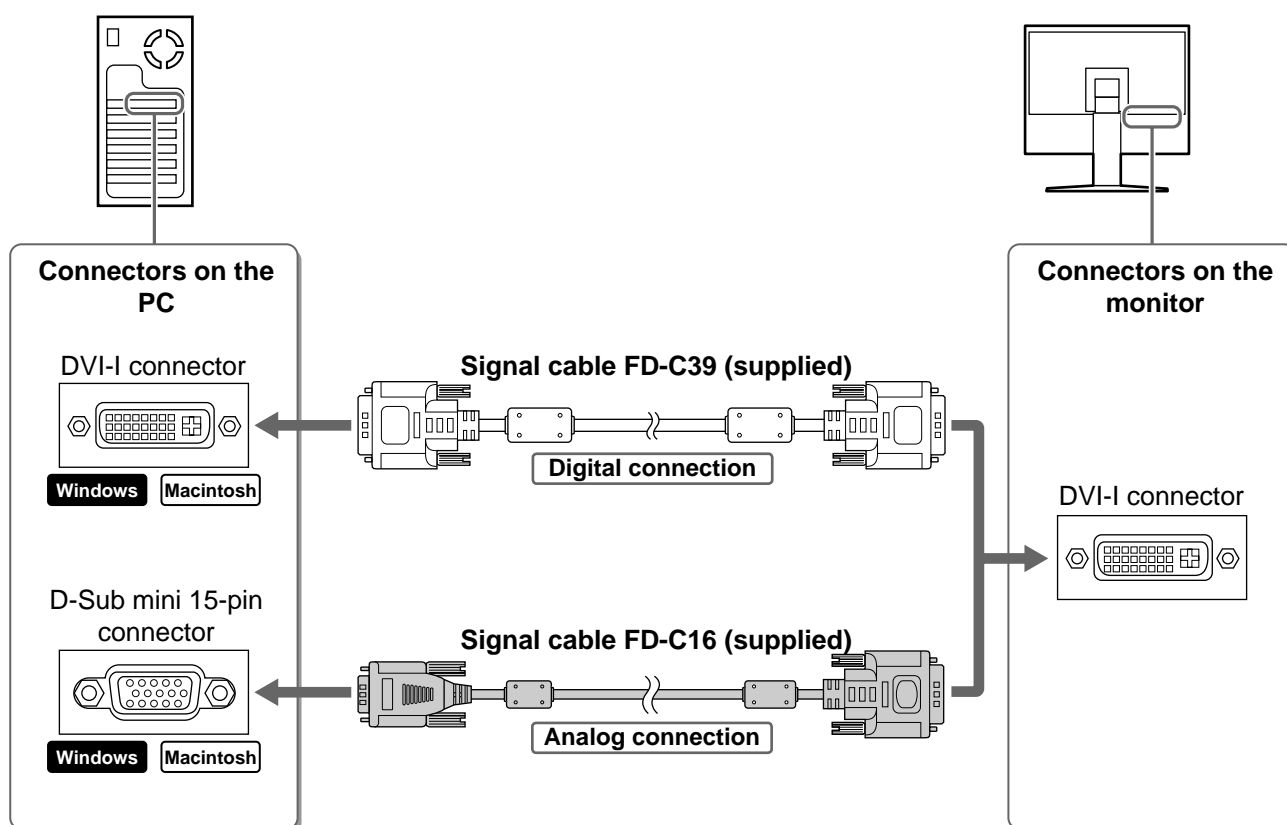 Connectors on the
PC
DVI-I connector
Windows
Macintosh
D-Sub mini 15-pin
connector
Windows
Macintosh
Signal cable FD-C39 (supplied)
Digital connection
Signal cable FD-C16 (supplied)
Analog connection
Connectors on the
monitor
DVI-I connector